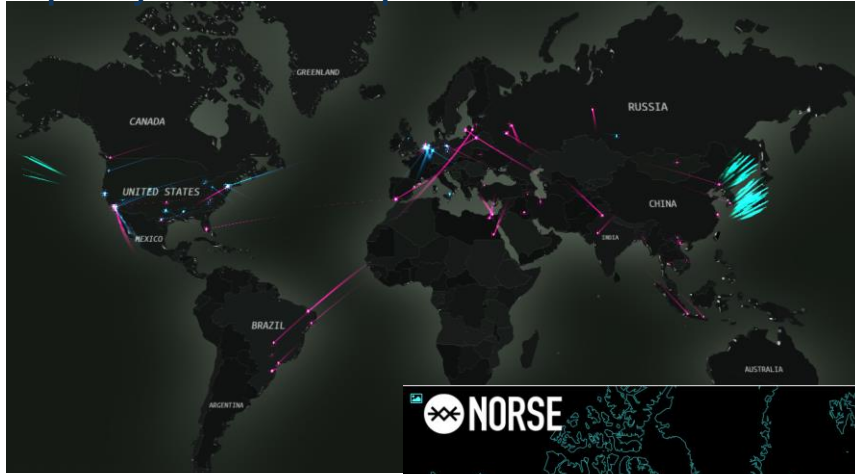 GREENLAND
CANADA
RUSSIA
UNITED STATES
CHINA
MEXICO
INDIA
BRAZIL
AUSTRALIA
ARGENTINA
NORSE